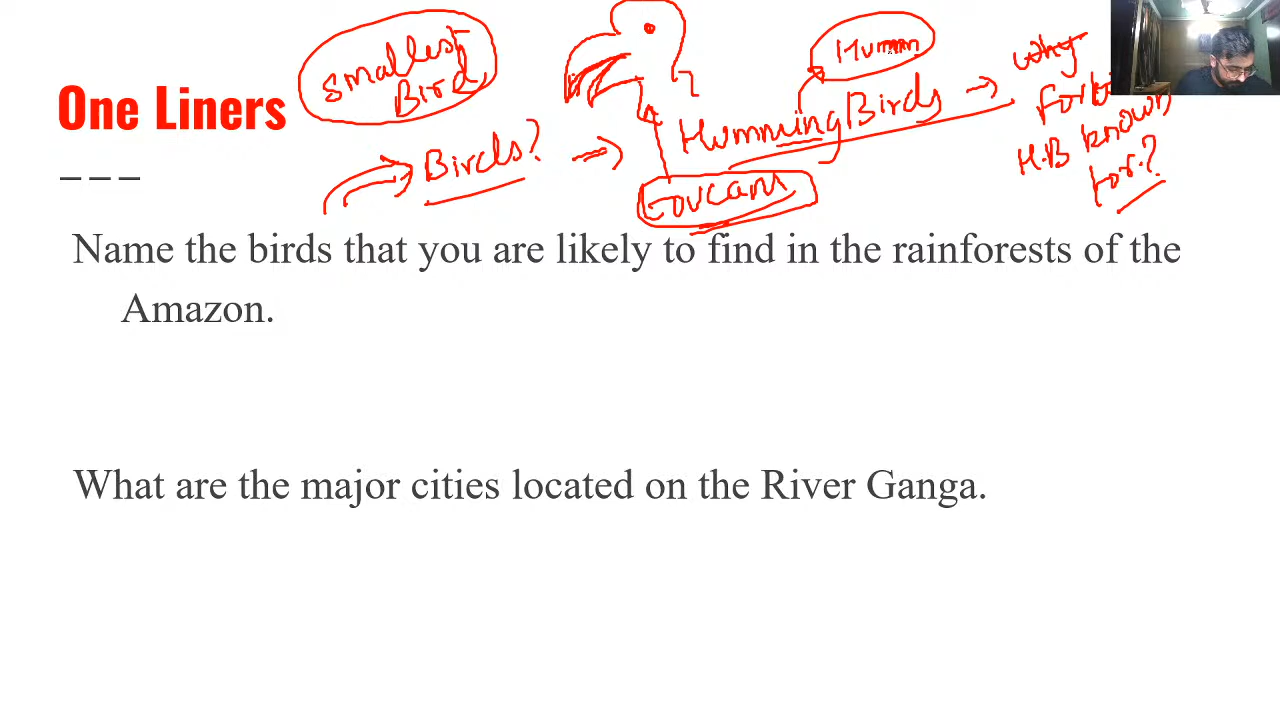 Smallest
Bird
Humm
One Liners
Birds?
Humming Birds
Why
for
H.B known
for?
Toucans
Name the birds that you are likely to find in the rainforests of the
Amazon.
What are the major cities located on the River Ganga.